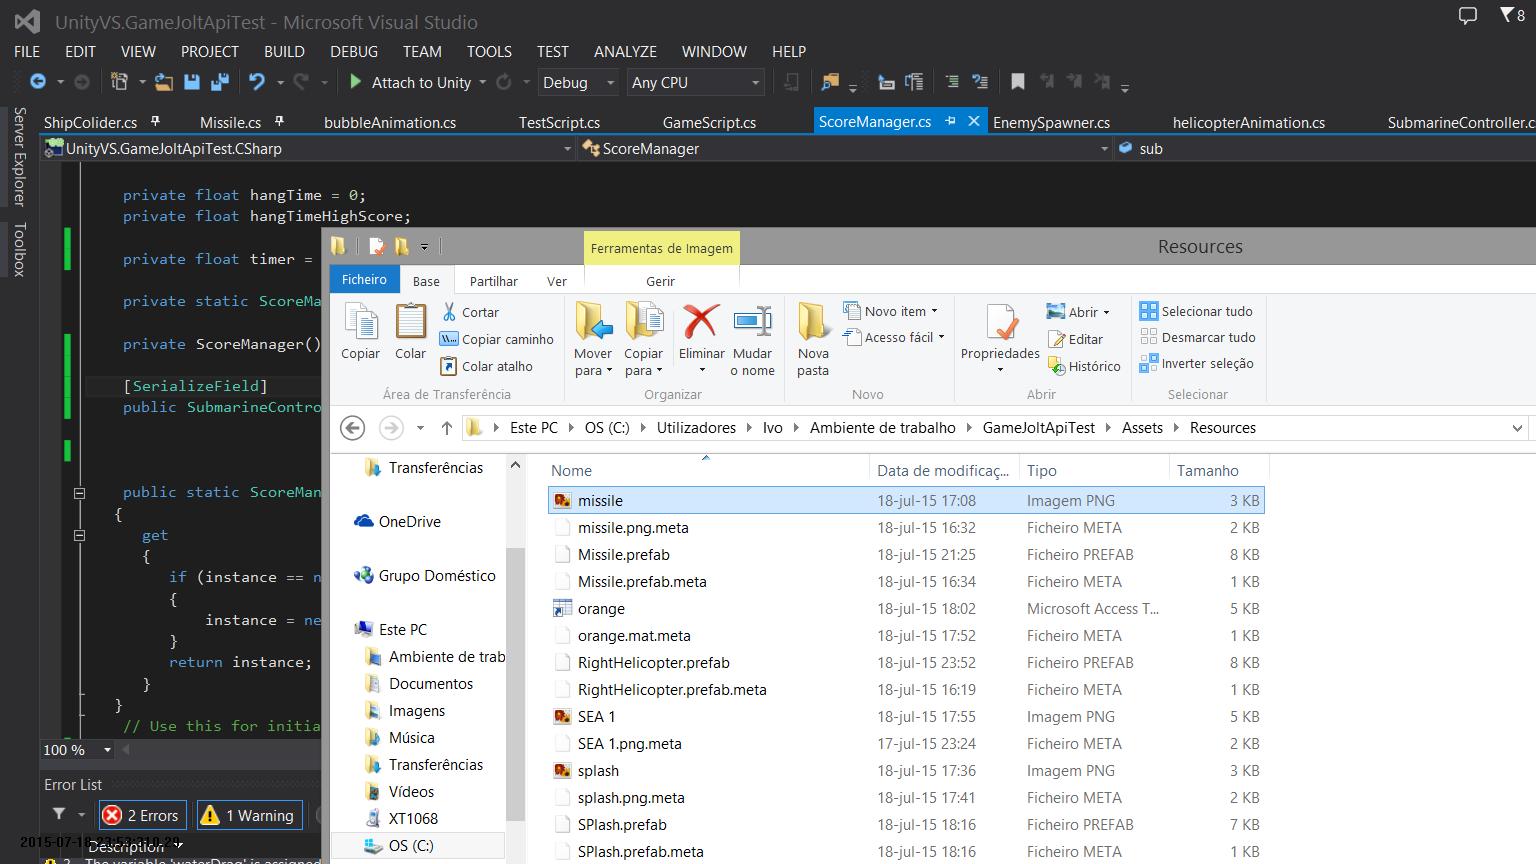 UnityVS.GameJoltApiTest - Microsoft Visual Studio
8
FILE EDIT VIEW PROJECT BUILD DEBUG TEAM TOOLS TEST ANALYZE WINDOW HELP
Attach to Unity Debug Any CPU
Server Explorer
Toolbox
ShipColider.cs Missile.cs bubbleAnimation.cs TestScript.cs GameScript.cs ScoreManager.cs EnemySpawner.cs helicopterAnimation.cs SubmarineController.cs
UnityVS.GameJoltApiTest.CSharp ScoreManager sub
private float hangTime = 0;
private float hangTimeHighScore;
private float timer =
private static ScoreMa
private ScoreManager()
[SerializeField]
public SubmarineContro
public static ScoreMan
{
get
{
if (instance == n
{
instance = ne
}
return instance;
}
}
// Use this for initia
100 %
Error List
2 Errors 1 Warning
Description
2 The variable 'waterDrag' is assigned
Ferramentas de Imagem Resources
Ficheiro Base Partilhar Ver Gerir
Copiar Colar
Cortar
Copiar caminho
Colar atalho
Área de Transferência
Mover para Copiar para Eliminar Mudar o nome
Organizar
Nova pasta
Novo item
Acesso fácil
Novo
Propriedades
Abrir
Editar
Histórico
Abrir
Selecionar tudo
Desmarcar tudo
Inverter seleção
Selecionar
Este PC OS (C:) Utilizadores Ivo Ambiente de trabalho GameJoltApiTest Assets Resources
Transferências
OneDrive
Grupo Doméstico
Este PC
Ambiente de trab
Documentos
Imagens
Música
Transferências
Vídeos
XT1068
OS (C:)
Nome Data de modificaç... Tipo Tamanho
missile 18-jul-15 17:08 Imagem PNG 3 KB
missile.png.meta 18-jul-15 16:32 Ficheiro META 2 KB
Missile.prefab 18-jul-15 21:25 Ficheiro PREFAB 8 KB
Missile.prefab.meta 18-jul-15 16:34 Ficheiro META 1 KB
orange 18-jul-15 18:02 Microsoft Access T... 5 KB
orange.mat.meta 18-jul-15 17:52 Ficheiro META 1 KB
RightHelicopter.prefab 18-jul-15 23:52 Ficheiro PREFAB 8 KB
RightHelicopter.prefab.meta 18-jul-15 16:19 Ficheiro META 1 KB
SEA 1 18-jul-15 17:55 Imagem PNG 5 KB
SEA 1.png.meta 17-jul-15 23:24 Ficheiro META 2 KB
splash 18-jul-15 17:36 Imagem PNG 3 KB
splash.png.meta 18-jul-15 17:41 Ficheiro META 2 KB
SPlash.prefab 18-jul-15 18:16 Ficheiro PREFAB 7 KB
SPlash.prefab.meta 18-jul-15 18:16 Ficheiro META 1 KB